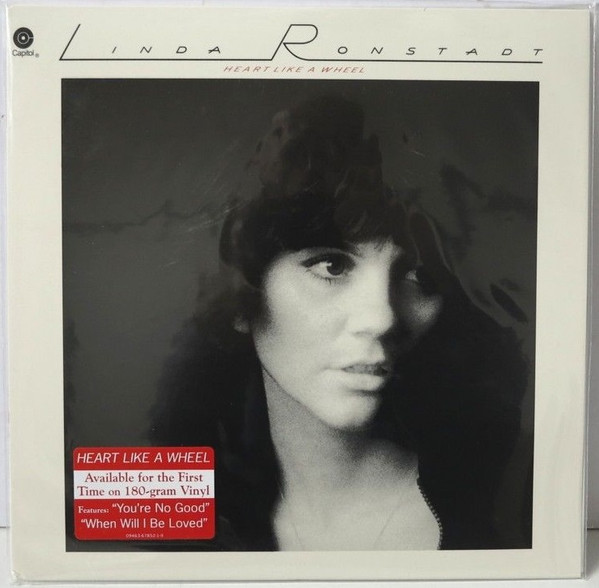 Capitol®
LINDA RONSTADT
HEART LIKE A WHEEL
HEART LIKE A WHEEL
Available for the First
Time on 180-gram Vinyl
Features: "You're No Good"
"When Will I Be Loved"